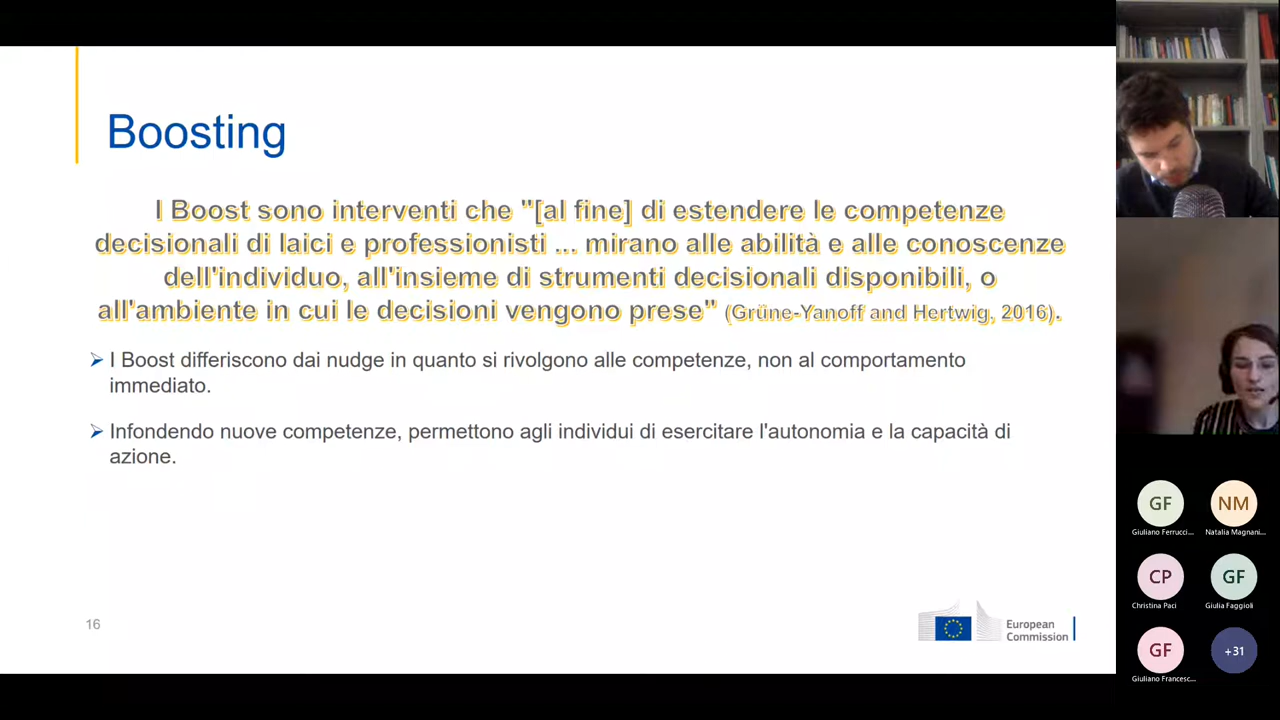 Boosting
I Boost sono interventi che "[al fine] di estendere le competenze
decisionali di laici e professionisti ... mirano alle abilità e alle conoscenze
dell'individuo, all'insieme di strumenti decisionali disponibili, o
all'ambiente in cui le decisioni vengono prese" (Grüne-Yanoff and Hertwig, 2016).
➢ I Boost differiscono dai nudge in quanto si rivolgono alle competenze, non al comportamento
immediato.
➢ Infondendo nuove competenze, permettono agli individui di esercitare l'autonomia e la capacità di
azione.
16
European
Commission
GF
Giuliano Ferrucci...
NM
Natalia Magnani...
CP
Christina Paci
GF
Giulia Faggioli
GF
Giuliano Francesc...
+31